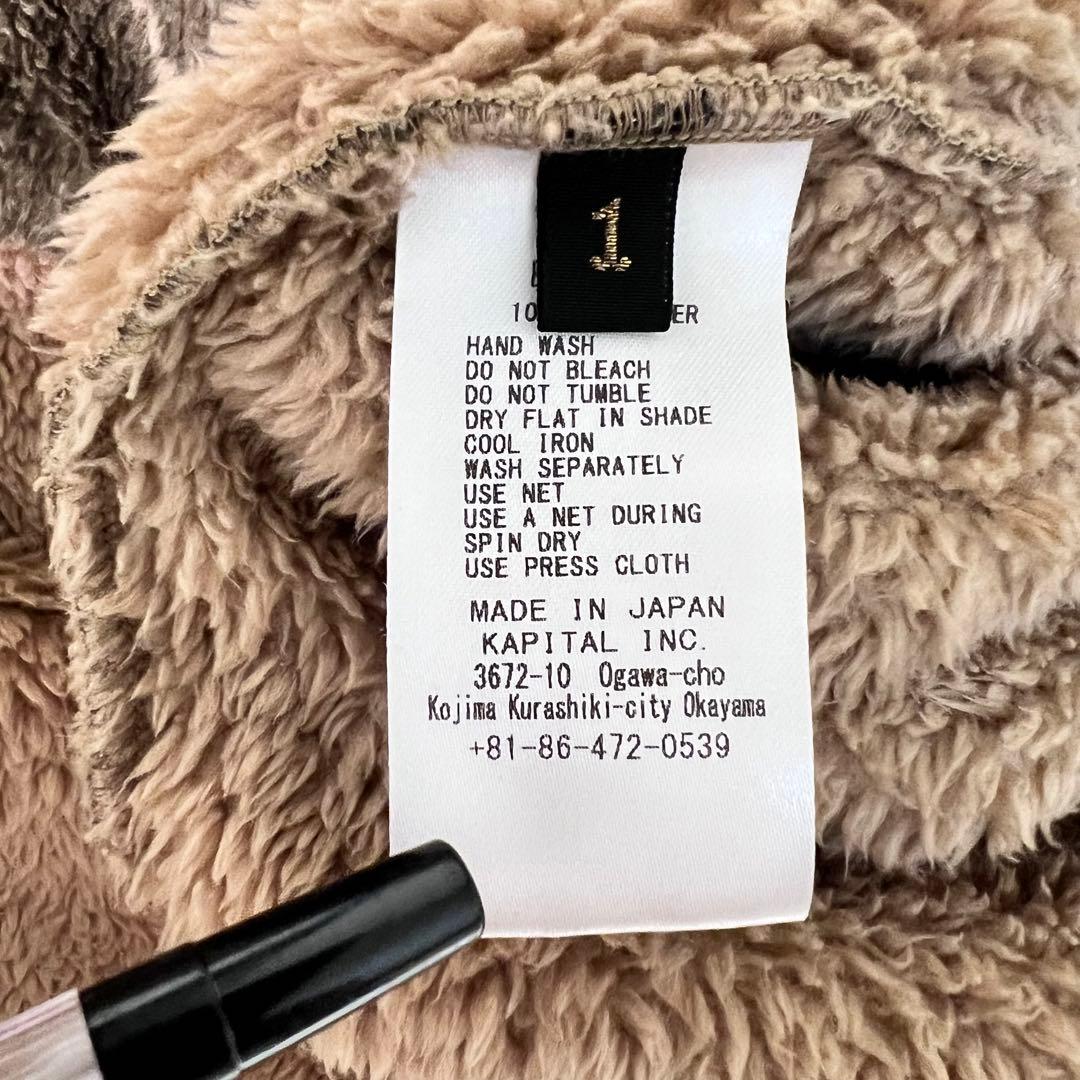 1
HAND WASH
DO NOT BLEACH
DO NOT TUMBLE
DRY FLAT IN SHADE
COOL IRON
WASH SEPARATELY
USE NET
USE A NET DURING
SPIN DRY
USE PRESS CLOTH
MADE IN JAPAN
KAPITAL INC.
3672-10 Ogawa-cho
Kojima Kurashiki-city Okayama
+81-86-472-0539